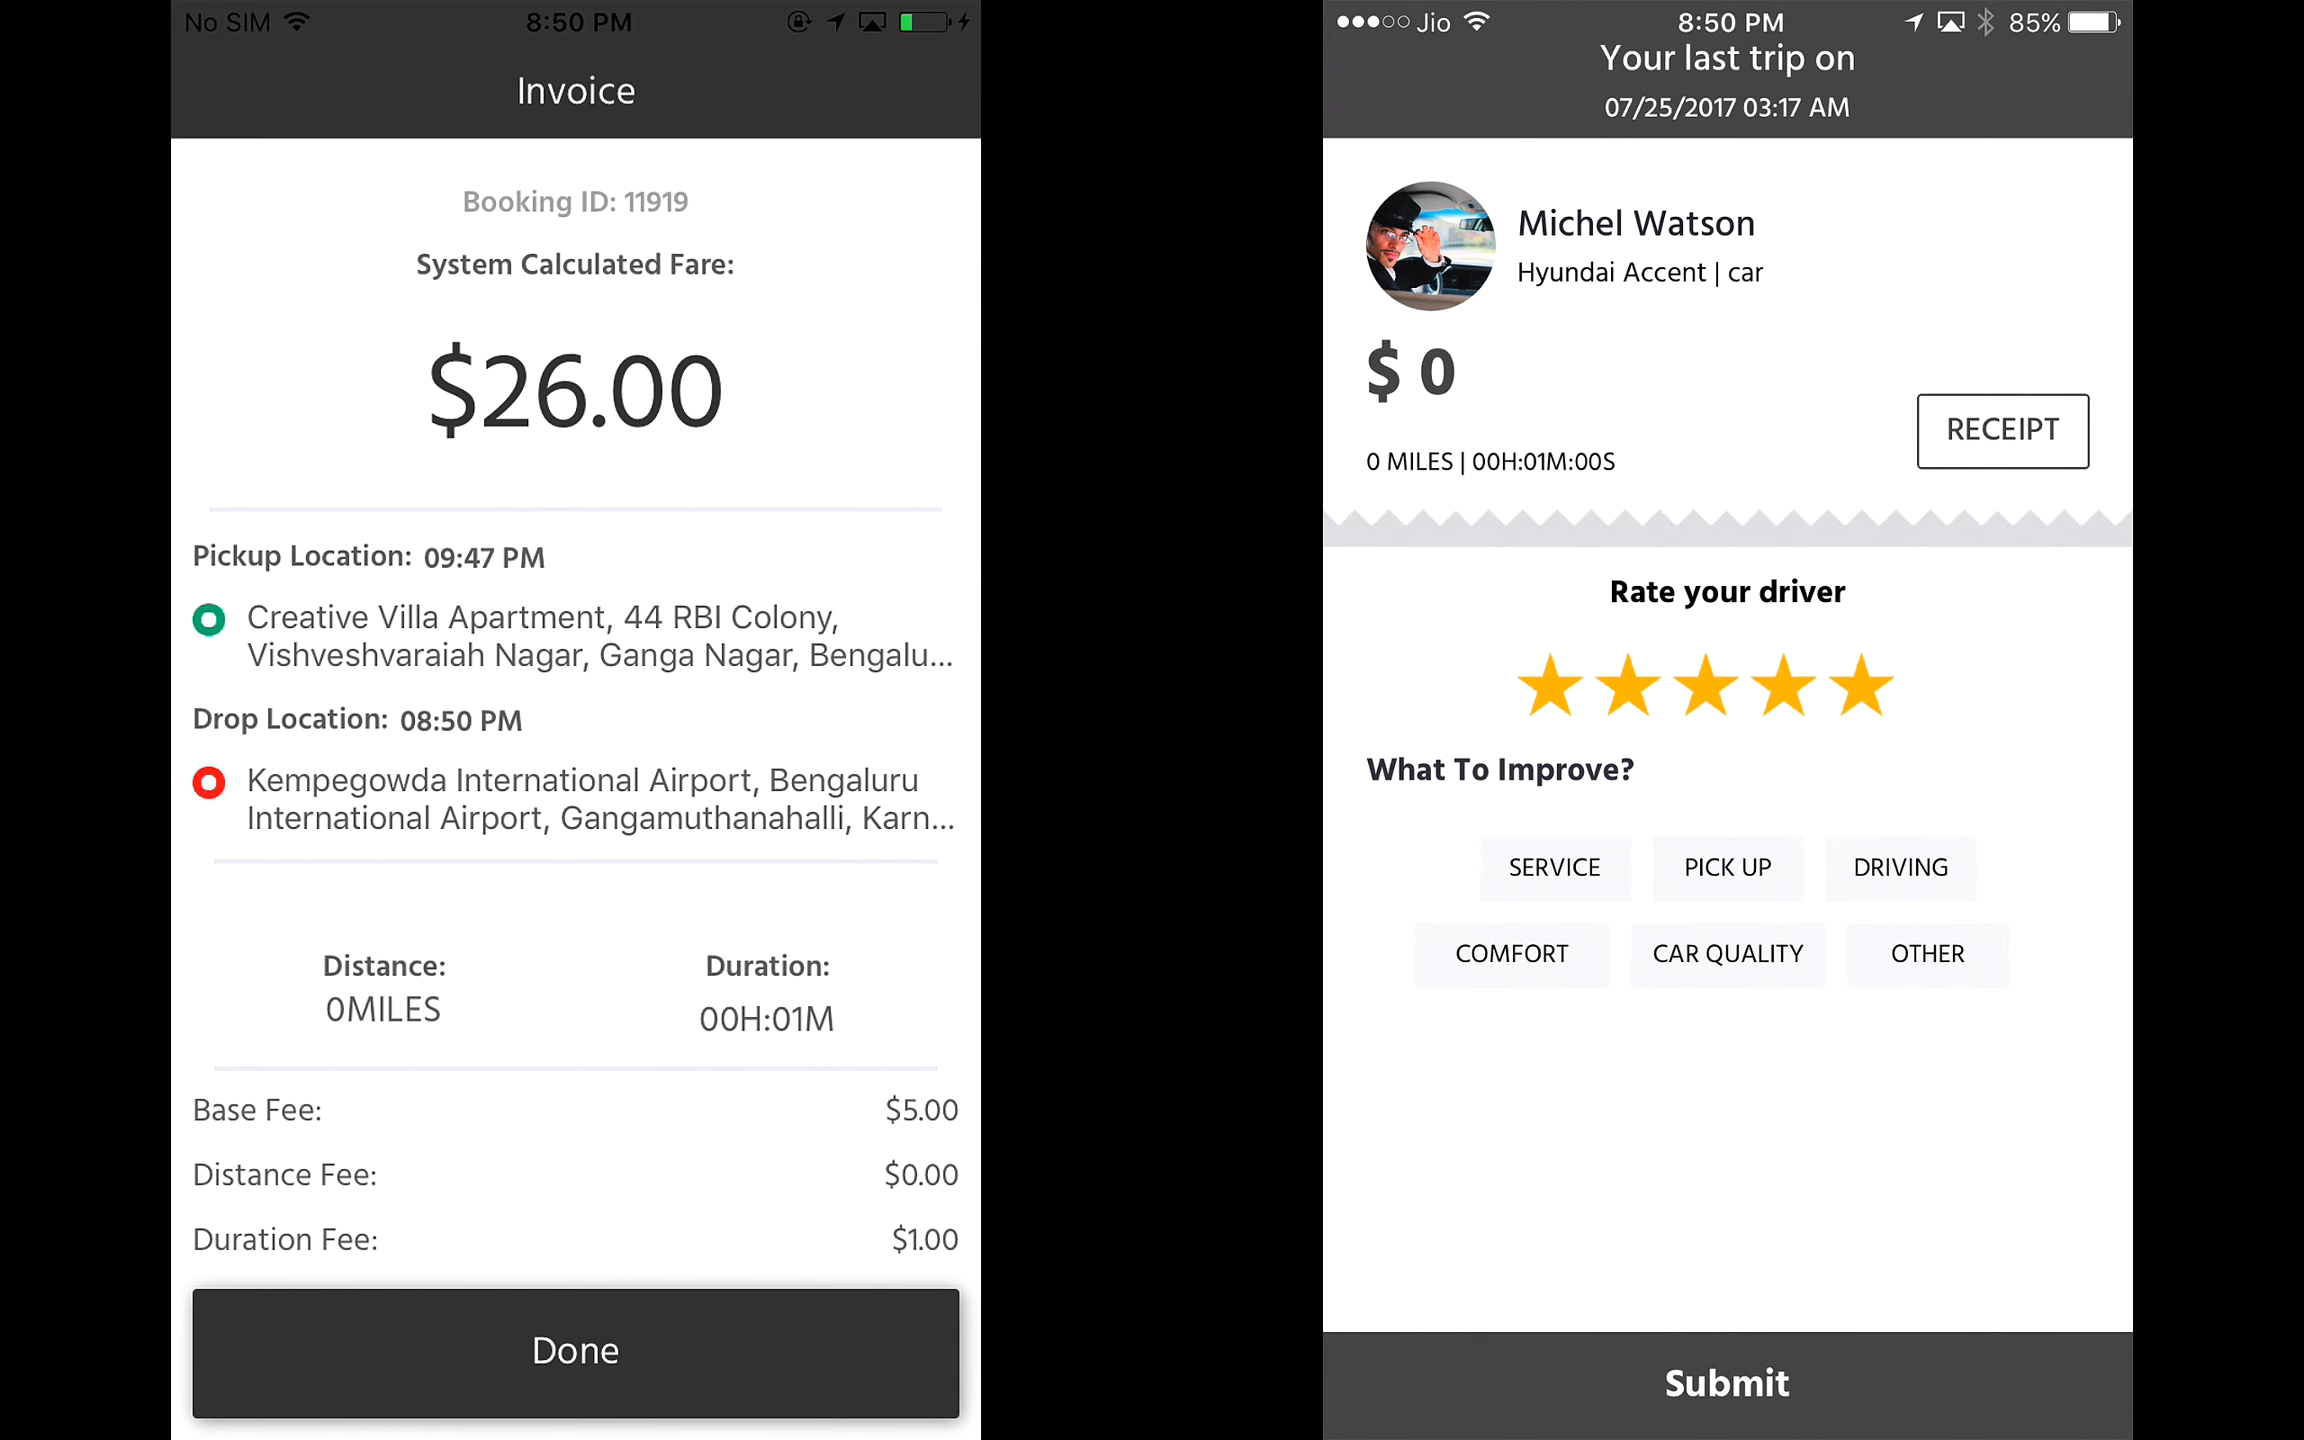 No SIM 8:50 PM
Invoice
Booking ID: 11919
System Calculated Fare:
$26.00
Pickup Location: 09:47 PM
Creative Villa Apartment, 44 RBI Colony,
Vishveshvaraiah Nagar, Ganga Nagar, Bengalu...
Drop Location: 08:50 PM
Kempegowda International Airport, Bengaluru
International Airport, Gangamuthanahalli, Karn...
Distance: Duration:
0MILES 00H:01M
Base Fee: $5.00
Distance Fee: $0.00
Duration Fee: $1.00
Done
Jio 8:50 PM 85%
Your last trip on
07/25/2017 03:17 AM
Michel Watson
Hyundai Accent | car
$ 0
RECEIPT
0 MILES | 00H:01M:00S
Rate your driver
What To Improve?
SERVICE PICK UP DRIVING
COMFORT CAR QUALITY OTHER
Submit